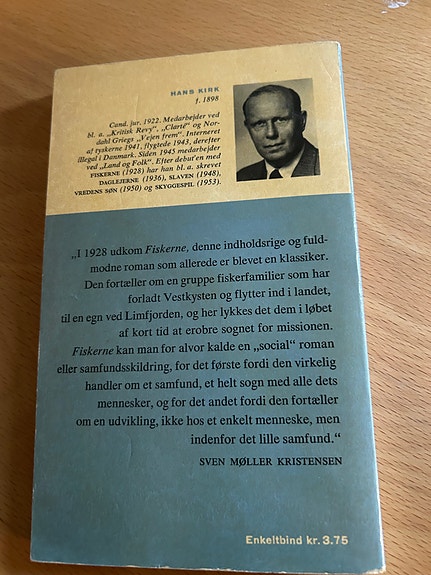 HANS KIRK
f. 1898
Cand. jur. 1922. Medarbejder ved
bl. a. „Kritisk Revy“, „Clarté“ og Nor-
dahl Griegs „Vejen frem“. Interneret
af tyskerne 1941, flygtede 1943, derefter
illegal i Danmark. Siden 1945 medarbejder
ved „Land og Folk“. Efter debut'en med
FISKERNE (1928) har han bl. a. skrevet
DAGLEJERNE (1936), SLAVEN (1948),
VREDENS SØN (1950) og SKYGGESPIL (1953).
„I 1928 udkom Fiskerne, denne indholdsrige og fuld-
modne roman som allerede er blevet en klassiker.
Den fortæller om en gruppe fiskerfamilier som har
forladt Vestkysten og flytter ind i landet,
til en egn ved Limfjorden, og her lykkes det dem i løbet
af kort tid at erobre sognet for missionen.
Fiskerne kan man for alvor kalde en „social“ roman
eller samfundsskildring, for det første fordi den virkelig
handler om et samfund, et helt sogn med alle dets
mennesker, og for det andet fordi den fortæller
om en udvikling, ikke hos et enkelt menneske, men
indenfor det lille samfund.“
SVEN MØLLER KRISTENSEN
Enkeltbind kr. 3.75